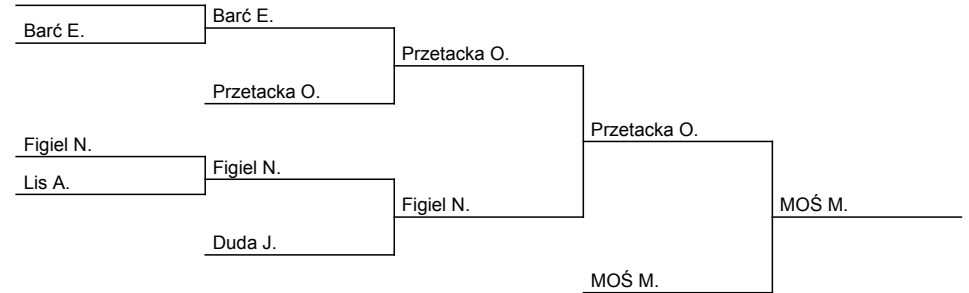 Barć E.
Barć E.
Przetacka O.
Przetacka O.
Figiel N.
Lis A.
Figiel N.
Duda J.
Figiel N.
Przetacka O.
MOŚ M.
MOŚ M.